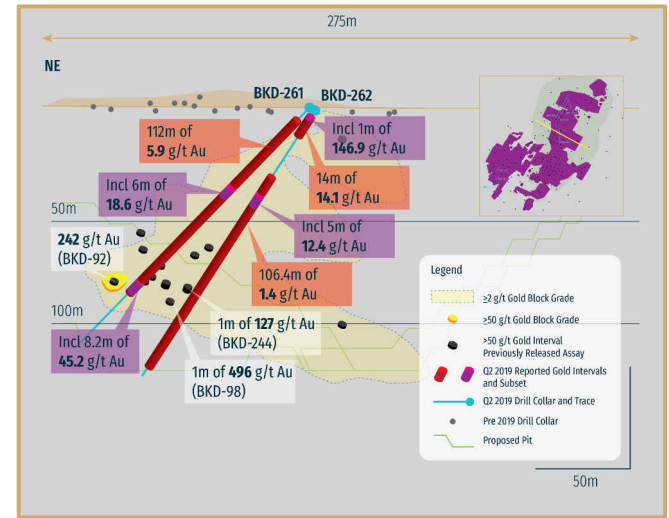 275m
NE
BKD-261
BKD-262
112m of
5.9 g/t Au
Incl 1m of
146.9 g/t Au
Incl 6m of
18.6 g/t Au
14m of
14.1 g/t Au
50m
Incl 5m of
12.4 g/t Au
242 g/t Au
(BKD-92)
106.4m of
1.4 g/t Au
100m
1m of 127 g/t Au
(BKD-244)
Incl 8.2m of
45.2 g/t Au
1m of 496 g/t Au
(BKD-98)
Legend
≥2 g/t Gold Block Grade
≥50 g/t Gold Block Grade
>50 g/t Gold Interval
Previously Released Assay
Q2 2019 Reported Gold Intervals
and Subset
Q2 2019 Drill Collar and Trace
Pre 2019 Drill Collar
Proposed Pit
50m